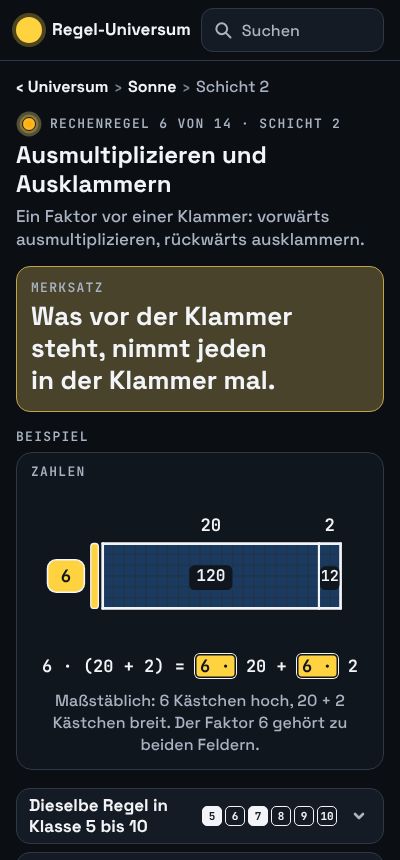 Regel-Universum
Suchen
‹ Universum > Sonne > Schicht 2
RECHENREGEL 6 VON 14 · SCHICHT 2
Ausmultiplizieren und
Ausklammern
Ein Faktor vor einer Klammer: vorwärts
ausmultiplizieren, rückwärts ausklammern.
MERKSATZ
Was vor der Klammer
steht, nimmt jeden
in der Klammer mal.
BEISPIEL
ZAHLEN
20 2
6 120 12
6 · (20 + 2) = 6 · 20 + 6 · 2
Maßstäblich: 6 Kästchen hoch, 20 + 2
Kästchen breit. Der Faktor 6 gehört zu
beiden Feldern.
Dieselbe Regel in
Klasse 5 bis 10
5 6 7 8 9 10